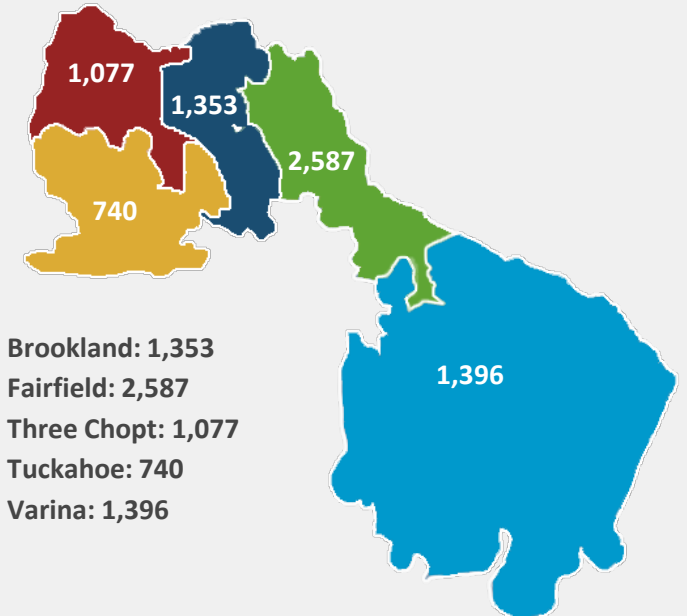 1,077
1,353
2,587
740
1,396
Brookland: 1,353
Fairfield: 2,587
Three Chopt: 1,077
Tuckahoe: 740
Varina: 1,396